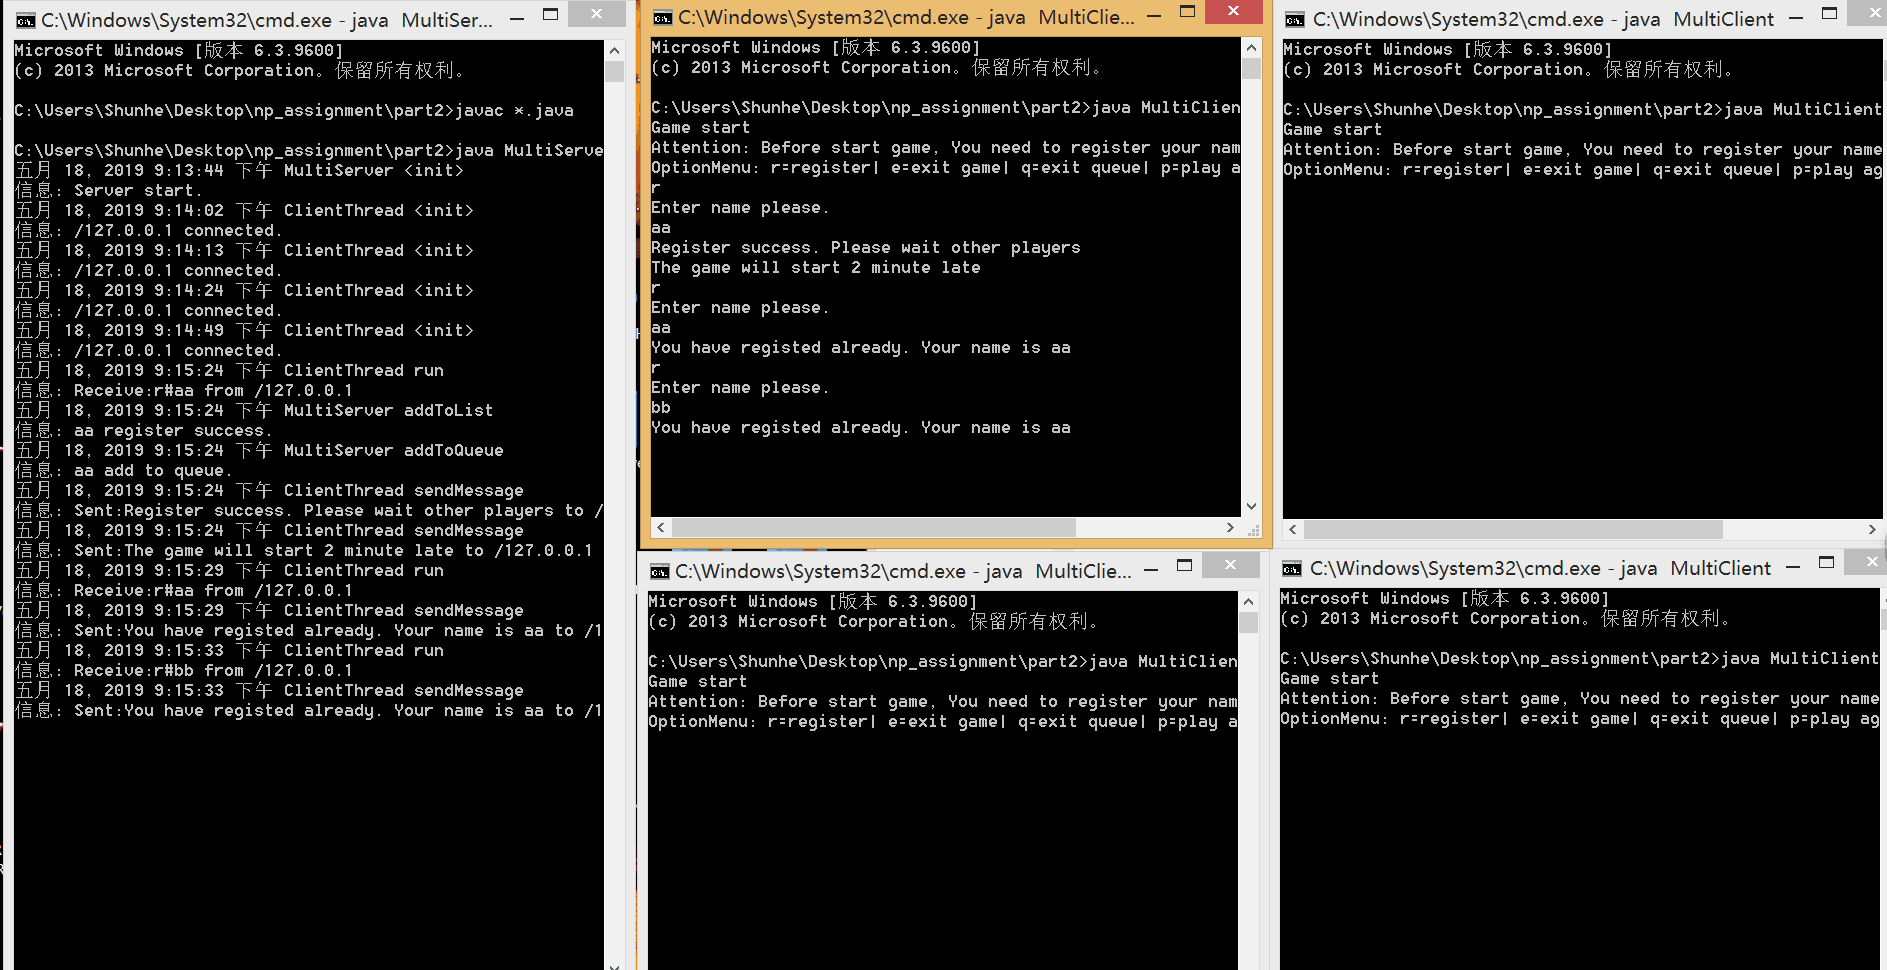 C:\Windows\System32\cmd.exe - java MultiSer...
Microsoft Windows [版本 6.3.9600]
(c) 2013 Microsoft Corporation。保留所有权利。
C:\Users\Shunhe\Desktop\np_assignment\part2>javac *.java
C:\Users\Shunhe\Desktop\np_assignment\part2>java MultiServe
五月 18, 2019 9:13:44 下午 MultiServer <init>
信息: Server start.
五月 18, 2019 9:14:02 下午 ClientThread <init>
信息: /127.0.0.1 connected.
五月 18, 2019 9:14:13 下午 ClientThread <init>
信息: /127.0.0.1 connected.
五月 18, 2019 9:14:24 下午 ClientThread <init>
信息: /127.0.0.1 connected.
五月 18, 2019 9:14:49 下午 ClientThread <init>
信息: /127.0.0.1 connected.
五月 18, 2019 9:15:24 下午 ClientThread run
信息: Receive:r#aa from /127.0.0.1
五月 18, 2019 9:15:24 下午 MultiServer addToList
信息: aa register success.
五月 18, 2019 9:15:24 下午 MultiServer addToQueue
信息: aa add to queue.
五月 18, 2019 9:15:24 下午 ClientThread sendMessage
信息: Sent:Register success. Please wait other players to /
五月 18, 2019 9:15:24 下午 ClientThread sendMessage
信息: Sent:The game will start 2 minute late to /127.0.0.1
五月 18, 2019 9:15:29 下午 ClientThread run
信息: Receive:r#aa from /127.0.0.1
五月 18, 2019 9:15:29 下午 ClientThread sendMessage
信息: Sent:You have registed already. Your name is aa to /1
五月 18, 2019 9:15:33 下午 ClientThread run
信息: Receive:r#bb from /127.0.0.1
五月 18, 2019 9:15:33 下午 ClientThread sendMessage
信息: Sent:You have registed already. Your name is aa to /1
C:\Windows\System32\cmd.exe - java MultiClie...
Microsoft Windows [版本 6.3.9600]
(c) 2013 Microsoft Corporation。保留所有权利。
C:\Users\Shunhe\Desktop\np_assignment\part2>java MultiClien
Game start
Attention: Before start game, You need to register your nam
OptionMenu: r=register| e=exit game| q=exit queue| p=play a
r
Enter name please.
aa
Register success. Please wait other players
The game will start 2 minute late
r
Enter name please.
aa
You have registed already. Your name is aa
r
Enter name please.
bb
You have registed already. Your name is aa
C:\Windows\System32\cmd.exe - java MultiClient
Microsoft Windows [版本 6.3.9600]
(c) 2013 Microsoft Corporation。保留所有权利。
C:\Users\Shunhe\Desktop\np_assignment\part2>java MultiClient
Game start
Attention: Before start game, You need to register your name
OptionMenu: r=register| e=exit game| q=exit queue| p=play ag
C:\Windows\System32\cmd.exe - java MultiClie...
Microsoft Windows [版本 6.3.9600]
(c) 2013 Microsoft Corporation。保留所有权利。
C:\Users\Shunhe\Desktop\np_assignment\part2>java MultiClien
Game start
Attention: Before start game, You need to register your nam
OptionMenu: r=register| e=exit game| q=exit queue| p=play a
C:\Windows\System32\cmd.exe - java MultiClient
Microsoft Windows [版本 6.3.9600]
(c) 2013 Microsoft Corporation。保留所有权利。
C:\Users\Shunhe\Desktop\np_assignment\part2>java MultiClient
Game start
Attention: Before start game, You need to register your name
OptionMenu: r=register| e=exit game| q=exit queue| p=play ag